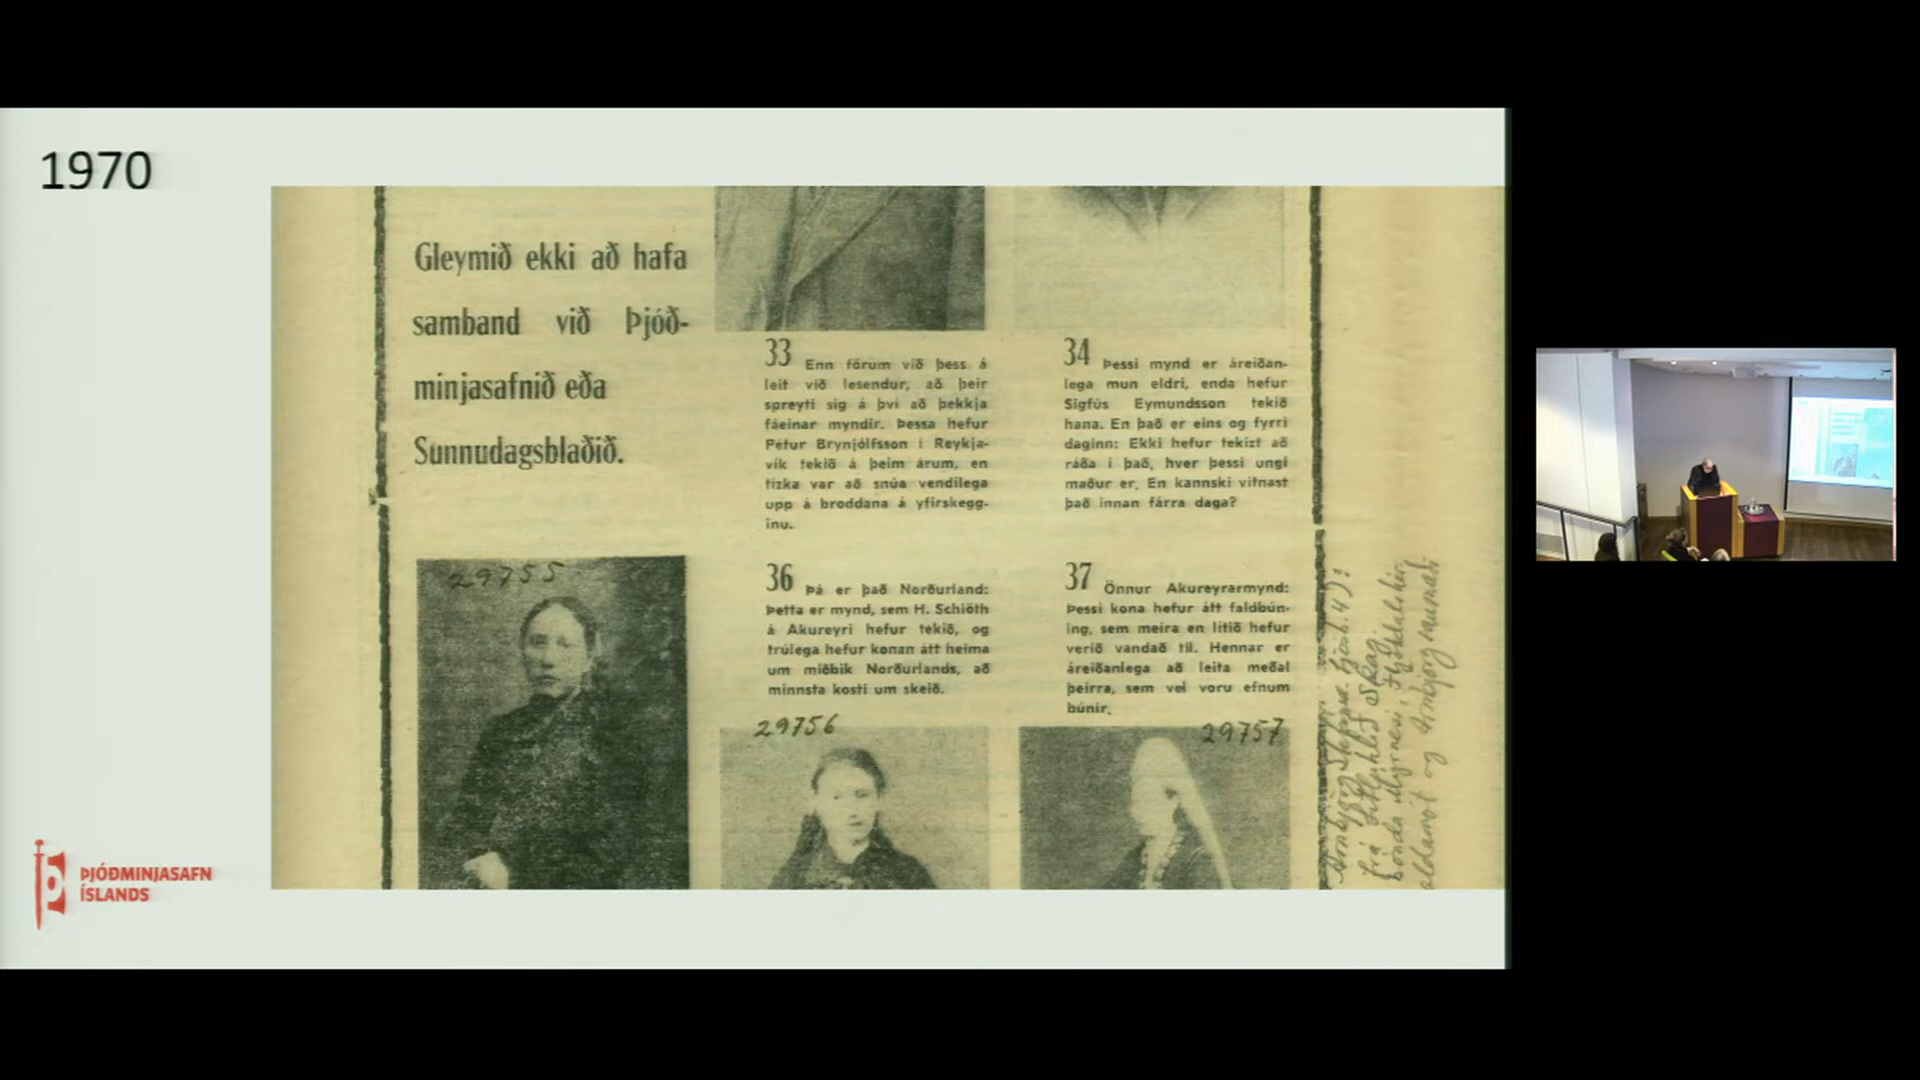 1970
Gleymið ekki að hafa
samband við Þjóð-
minjasafnið eða
Sunnudagsblaðið.
33 Enn förum við þess á
leit við lesendur, að þeir
spreyti sig á því að þekkja
fáeinar myndir. Þessa hefur
Pétur Brynjólfsson í Reykja-
vík tekið á þeim árum, en
tízka var að snúa vendilega
upp á broddana á yfirskegg-
inu.
34 Þessi mynd er áreiðan-
lega mun eldri, enda hefur
Sigfús Eymundsson tekið
hana. En það er eins og fyrri
daginn: Ekki hefur tekizt að
ráða í það, hver þessi ungi
maður er. En kannski vitnast
það innan fárra daga?
29755
36 Þá er það Norðurland:
Þetta er mynd, sem H. Schiöth
á Akureyri hefur tekið, og
trúlega hefur konan átt heima
um miðbik Norðurlands, að
minnsta kosti um skeið.
37 Önnur Akureyrarmynd:
Þessi kona hefur átt faldbún-
ing, sem meira en lítið hefur
verið vandað til. Hennar er
áreiðanlega að leita meðal
þeirra, sem vel voru efnum
búnir.
29756
29757
ÞJÓÐMINJASAFN
ÍSLANDS